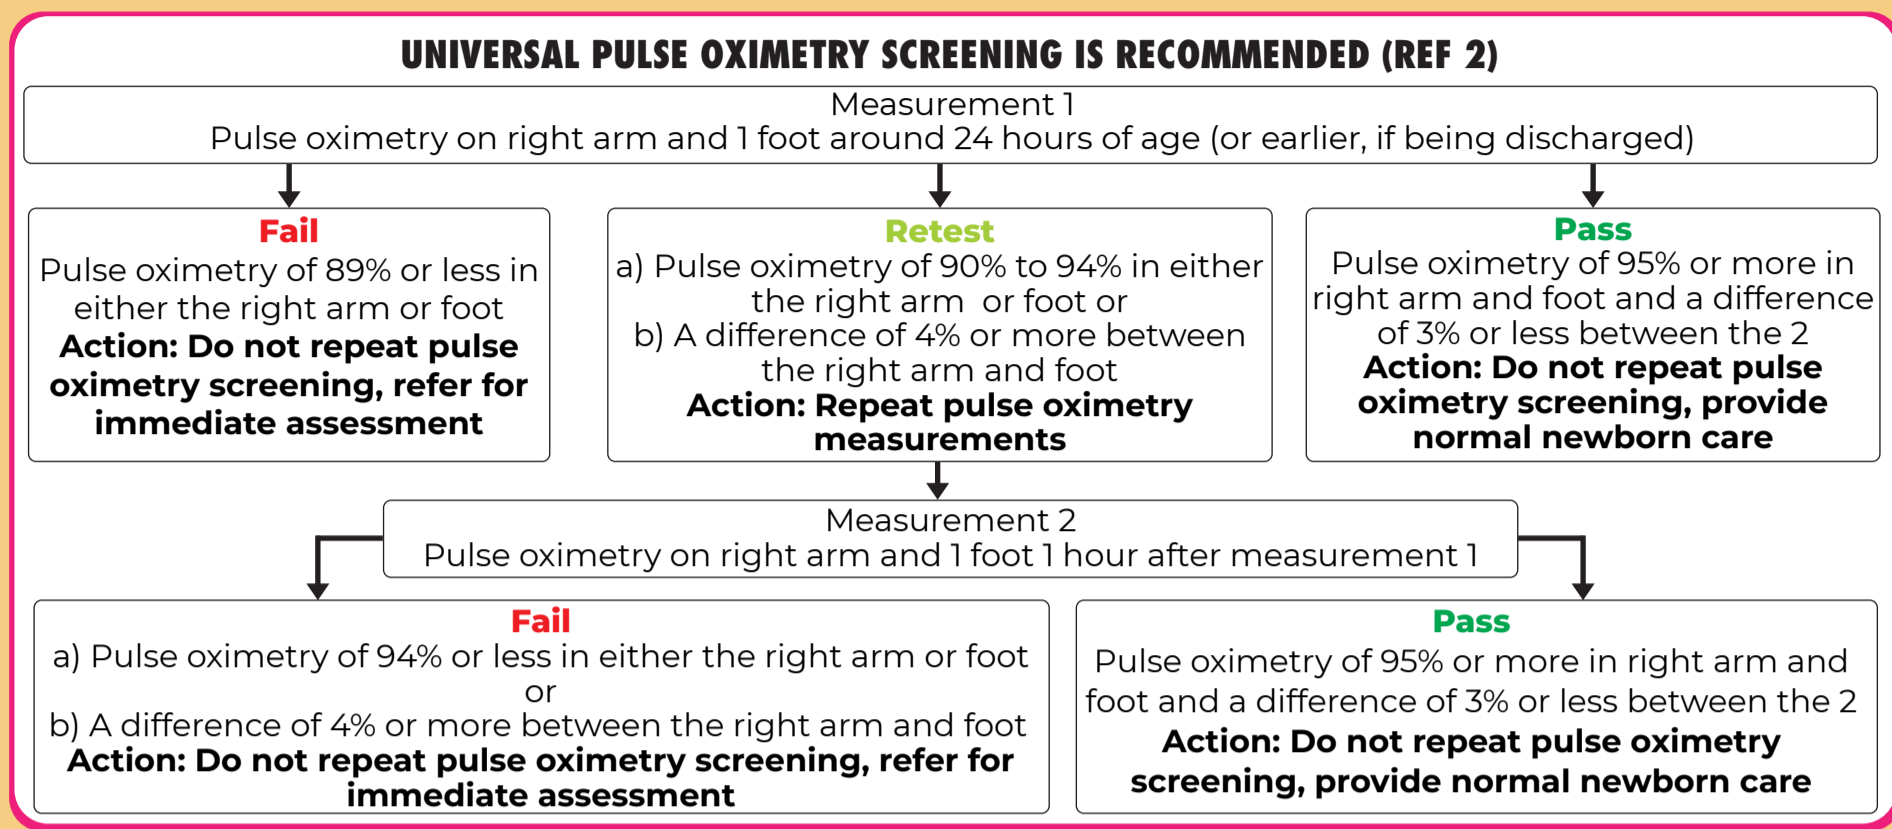 UNIVERSAL PULSE OXIMETRY SCREENING IS RECOMMENDED (REF 2)
Measurement 1
Pulse oximetry on right arm and 1 foot around 24 hours of age (or earlier, if being discharged)
Fail
Pulse oximetry of 89% or less in
either the right arm or foot
Action: Do not repeat pulse
oximetry screening, refer for
immediate assessment
Retest
a) Pulse oximetry of 90% to 94% in either
the right arm or foot or
b) A difference of 4% or more between
the right arm and foot
Action: Repeat pulse oximetry
measurements
Pass
Pulse oximetry of 95% or more in
right arm and foot and a difference
of 3% or less between the 2
Action: Do not repeat pulse
oximetry screening, provide
normal newborn care
Measurement 2
Pulse oximetry on right arm and 1 foot 1 hour after measurement 1
Fail
a) Pulse oximetry of 94% or less in either the right arm or foot
or
b) A difference of 4% or more between the right arm and foot
Action: Do not repeat pulse oximetry screening, refer for
immediate assessment
Pass
Pulse oximetry of 95% or more in right arm and
foot and a difference of 3% or less between the 2
Action: Do not repeat pulse oximetry
screening, provide normal newborn care